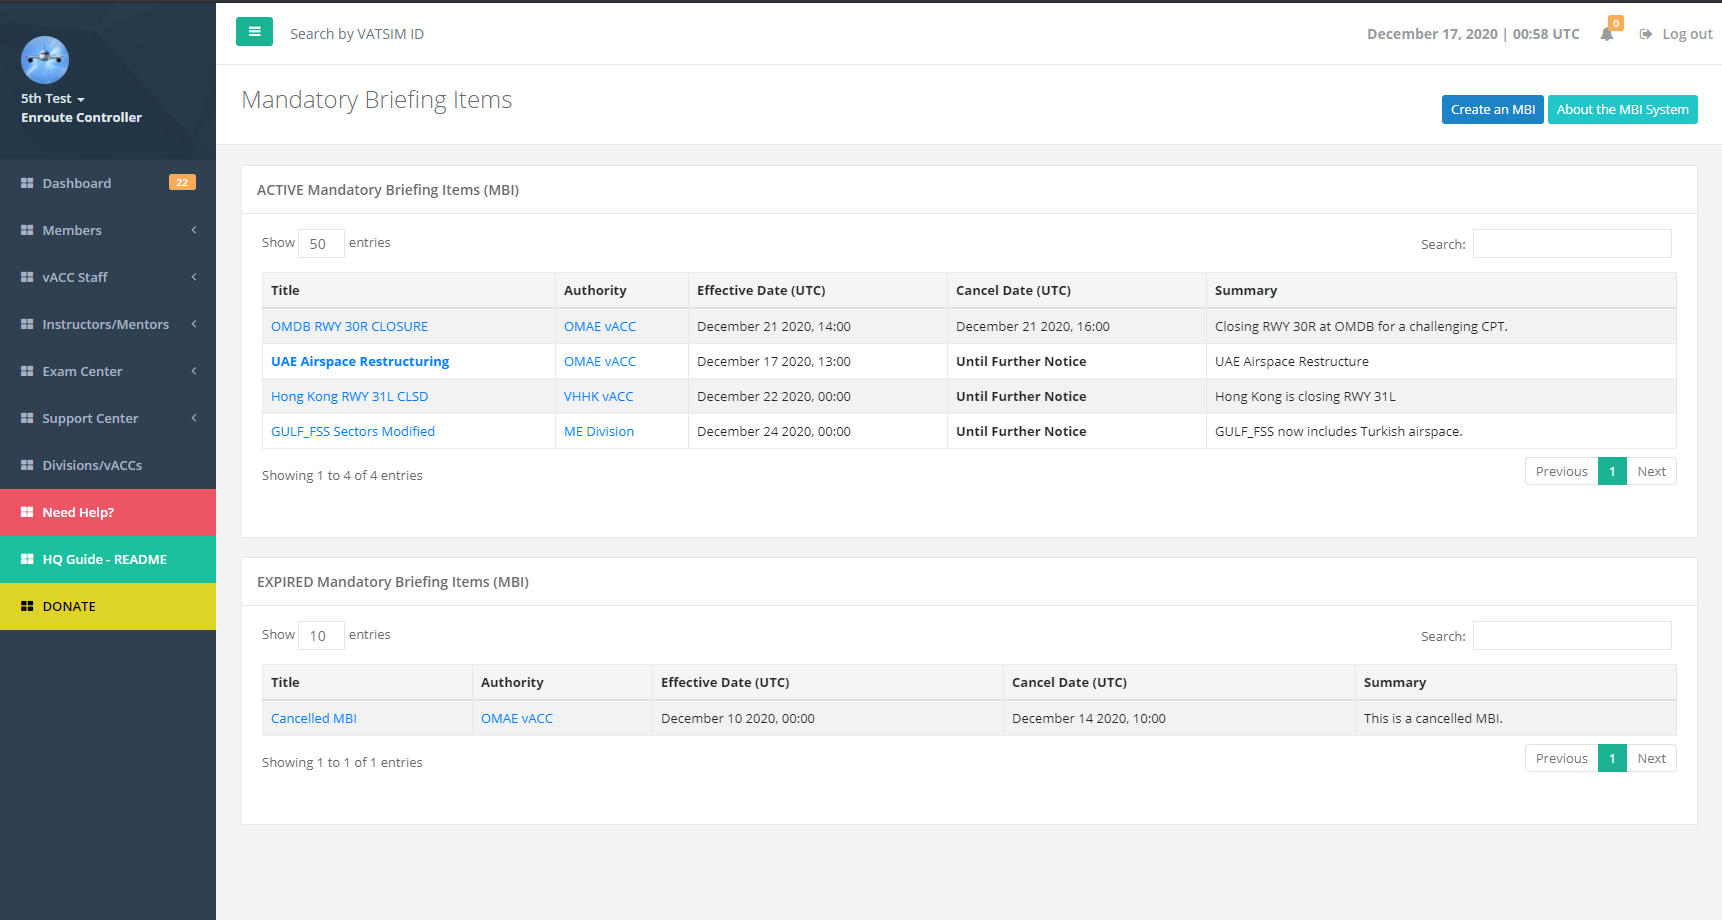 Search by VATSIM ID
December 17, 2020 | 00:58 UTC
0
Log out
5th Test
Enroute Controller
Dashboard 22
Members
vACC Staff
Instructors/Mentors
Exam Center
Support Center
Divisions/vACCs
Need Help?
HQ Guide - README
DONATE
Mandatory Briefing Items
Create an MBI About the MBI System
ACTIVE Mandatory Briefing Items (MBI)
Show 50 entries Search:
Title Authority Effective Date (UTC) Cancel Date (UTC) Summary
OMDB RWY 30R CLOSURE OMAE vACC December 21 2020, 14:00 December 21 2020, 16:00 Closing RWY 30R at OMDB for a challenging CPT.
UAE Airspace Restructuring OMAE vACC December 17 2020, 13:00 Until Further Notice UAE Airspace Restructure
Hong Kong RWY 31L CLSD VHHK vACC December 22 2020, 00:00 Until Further Notice Hong Kong is closing RWY 31L
GULF_FSS Sectors Modified ME Division December 24 2020, 00:00 Until Further Notice GULF_FSS now includes Turkish airspace.
Showing 1 to 4 of 4 entries Previous 1 Next
EXPIRED Mandatory Briefing Items (MBI)
Show 10 entries Search:
Title Authority Effective Date (UTC) Cancel Date (UTC) Summary
Cancelled MBI OMAE vACC December 10 2020, 00:00 December 14 2020, 10:00 This is a cancelled MBI.
Showing 1 to 1 of 1 entries Previous 1 Next